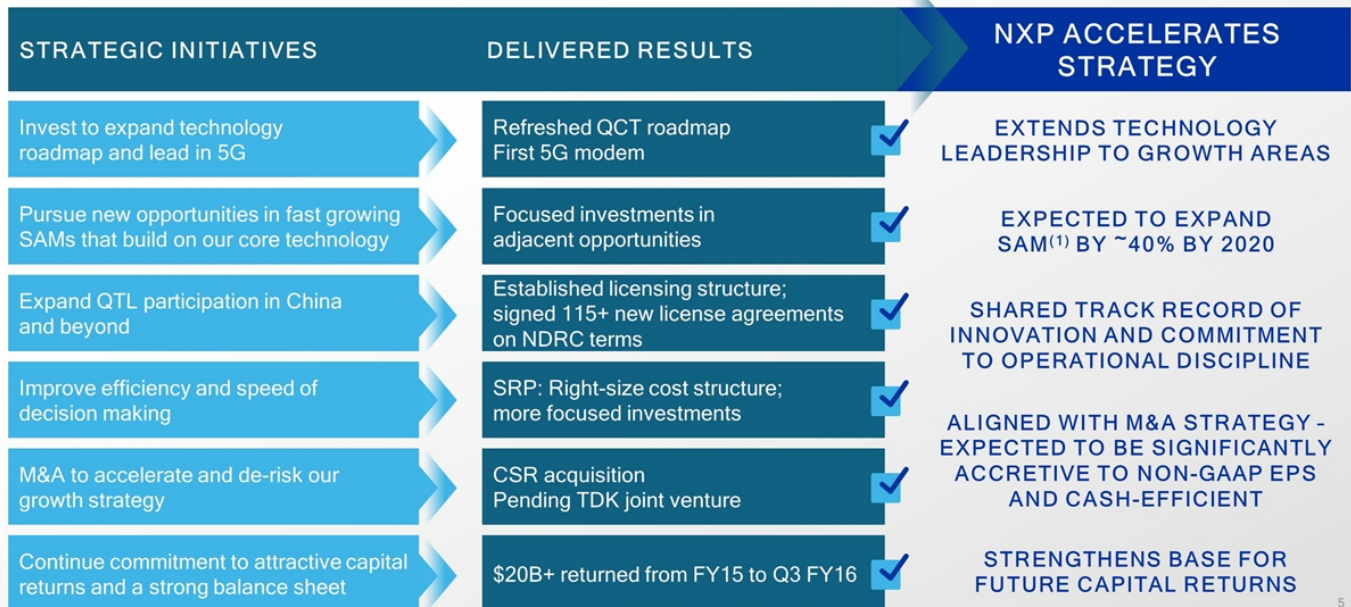 STRATEGIC INITIATIVES
DELIVERED RESULTS
NXP ACCELERATES
STRATEGY
Invest to expand technology
roadmap and lead in 5G
Refreshed QCT roadmap
First 5G modem
EXTENDS TECHNOLOGY
LEADERSHIP TO GROWTH AREAS
Pursue new opportunities in fast growing
SAMs that build on our core technology
Focused investments in
adjacent opportunities
EXPECTED TO EXPAND
SAM(1) BY ~40% BY 2020
Expand QTL participation in China
and beyond
Established licensing structure;
signed 115+ new license agreements
on NDRC terms
SHARED TRACK RECORD OF
INNOVATION AND COMMITMENT
TO OPERATIONAL DISCIPLINE
Improve efficiency and speed of
decision making
SRP: Right-size cost structure;
more focused investments
ALIGNED WITH M&A STRATEGY -
EXPECTED TO BE SIGNIFICANTLY
ACCRETIVE TO NON-GAAP EPS
AND CASH-EFFICIENT
M&A to accelerate and de-risk our
growth strategy
CSR acquisition
Pending TDK joint venture
Continue commitment to attractive capital
returns and a strong balance sheet
$20B+ returned from FY15 to Q3 FY16
STRENGTHENS BASE FOR
FUTURE CAPITAL RETURNS
5